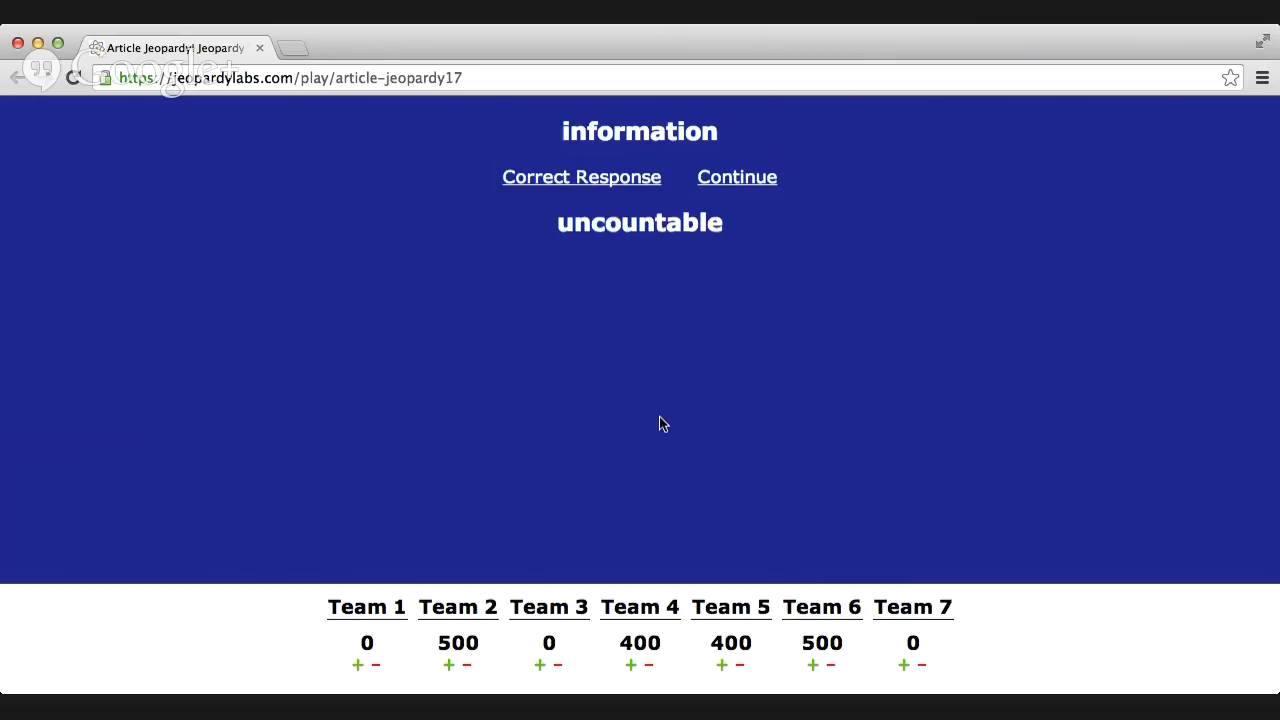 Article Jeopardy! Jeopardy
Google+
https://jeopardylabs.com/play/article-jeopardy17
information
Correct Response Continue
uncountable
Team 1 Team 2 Team 3 Team 4 Team 5 Team 6 Team 7
0 500 0 400 400 500 0
+ − + − + − + − + − + − + −